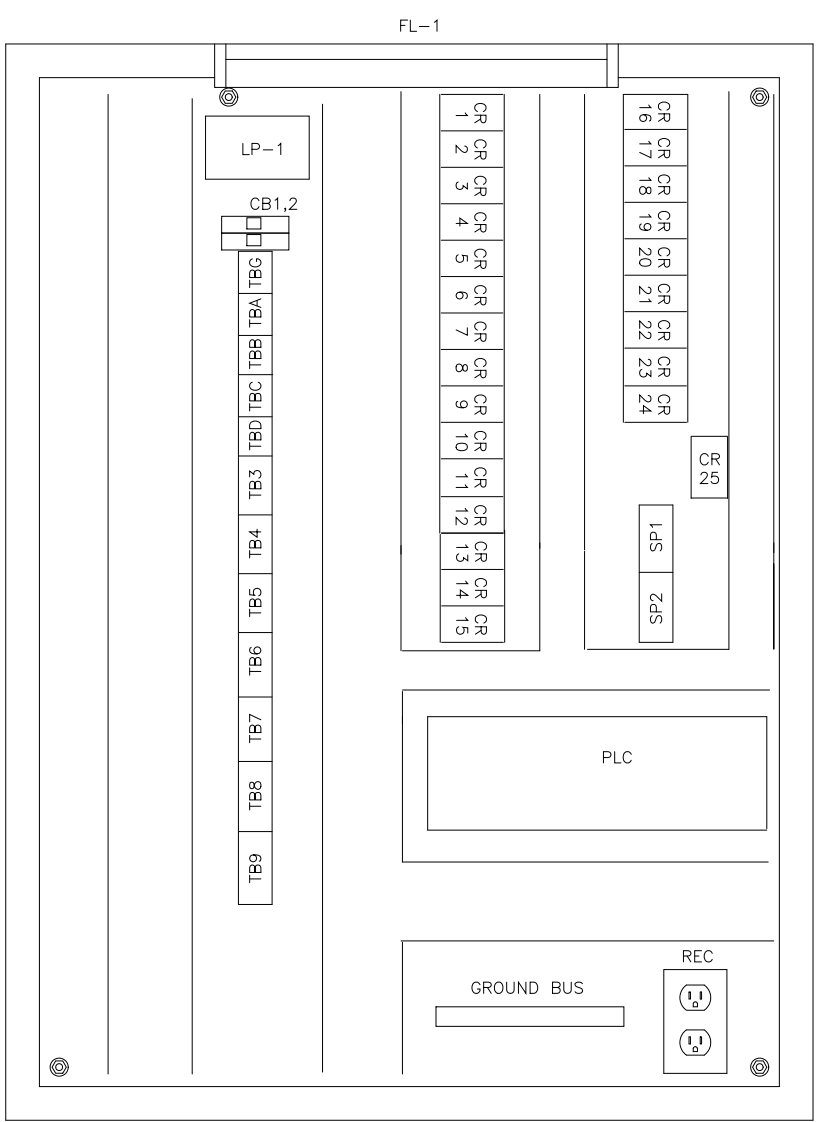 FL-1
LP-1
CB1,2
TBG
TBA
TBB
TBC
TBD
TB3
TB4
TB5
TB6
TB7
TB8
TB9
CR
1
CR
2
CR
3
CR
4
CR
5
CR
6
CR
7
CR
8
CR
9
CR
10
CR
11
CR
12
CR
13
CR
14
CR
15
CR
16
CR
17
CR
18
CR
19
CR
20
CR
21
CR
22
CR
23
CR
24
CR
25
SP1
SP2
PLC
GROUND BUS
REC